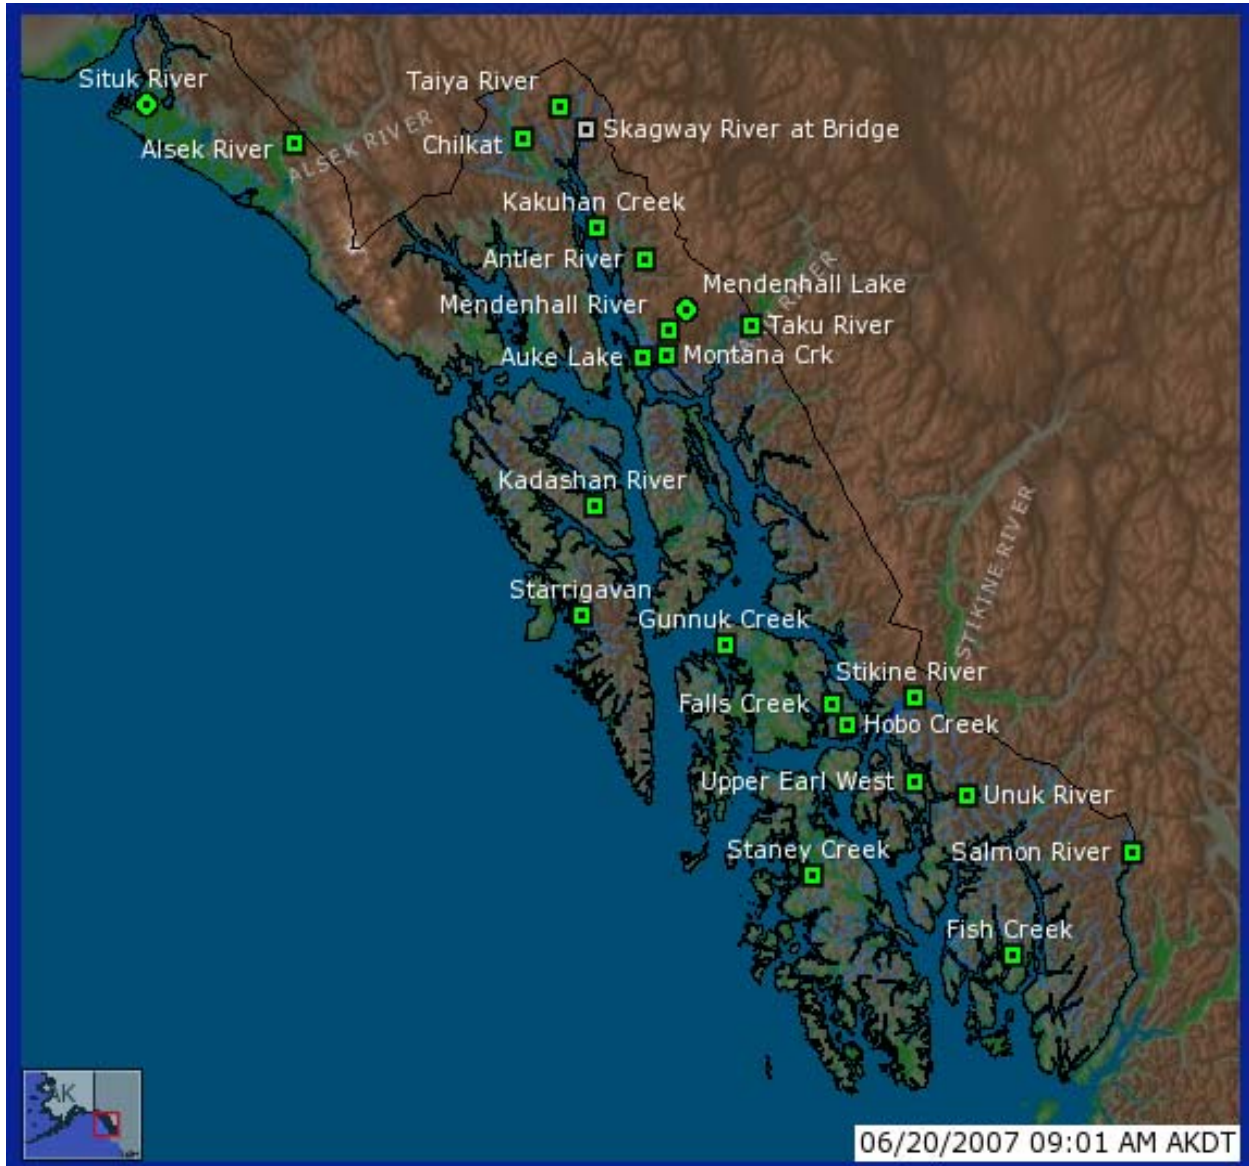 Situk River
Taiya River
Alsek River
ALSEK RIVER
Chilkat
Skagway River at Bridge
Kakuhan Creek
Antler River
Mendenhall Lake
Mendenhall River
RIVER
Taku River
Auke Lake
Montana Crk
Kadashan River
STIKINE RIVER
Starrigavan
Gunnuk Creek
Stikine River
Falls Creek
Hobo Creek
Upper Earl West
Unuk River
Staney Creek
Salmon River
Fish Creek
AK
06/20/2007 09:01 AM AKDT